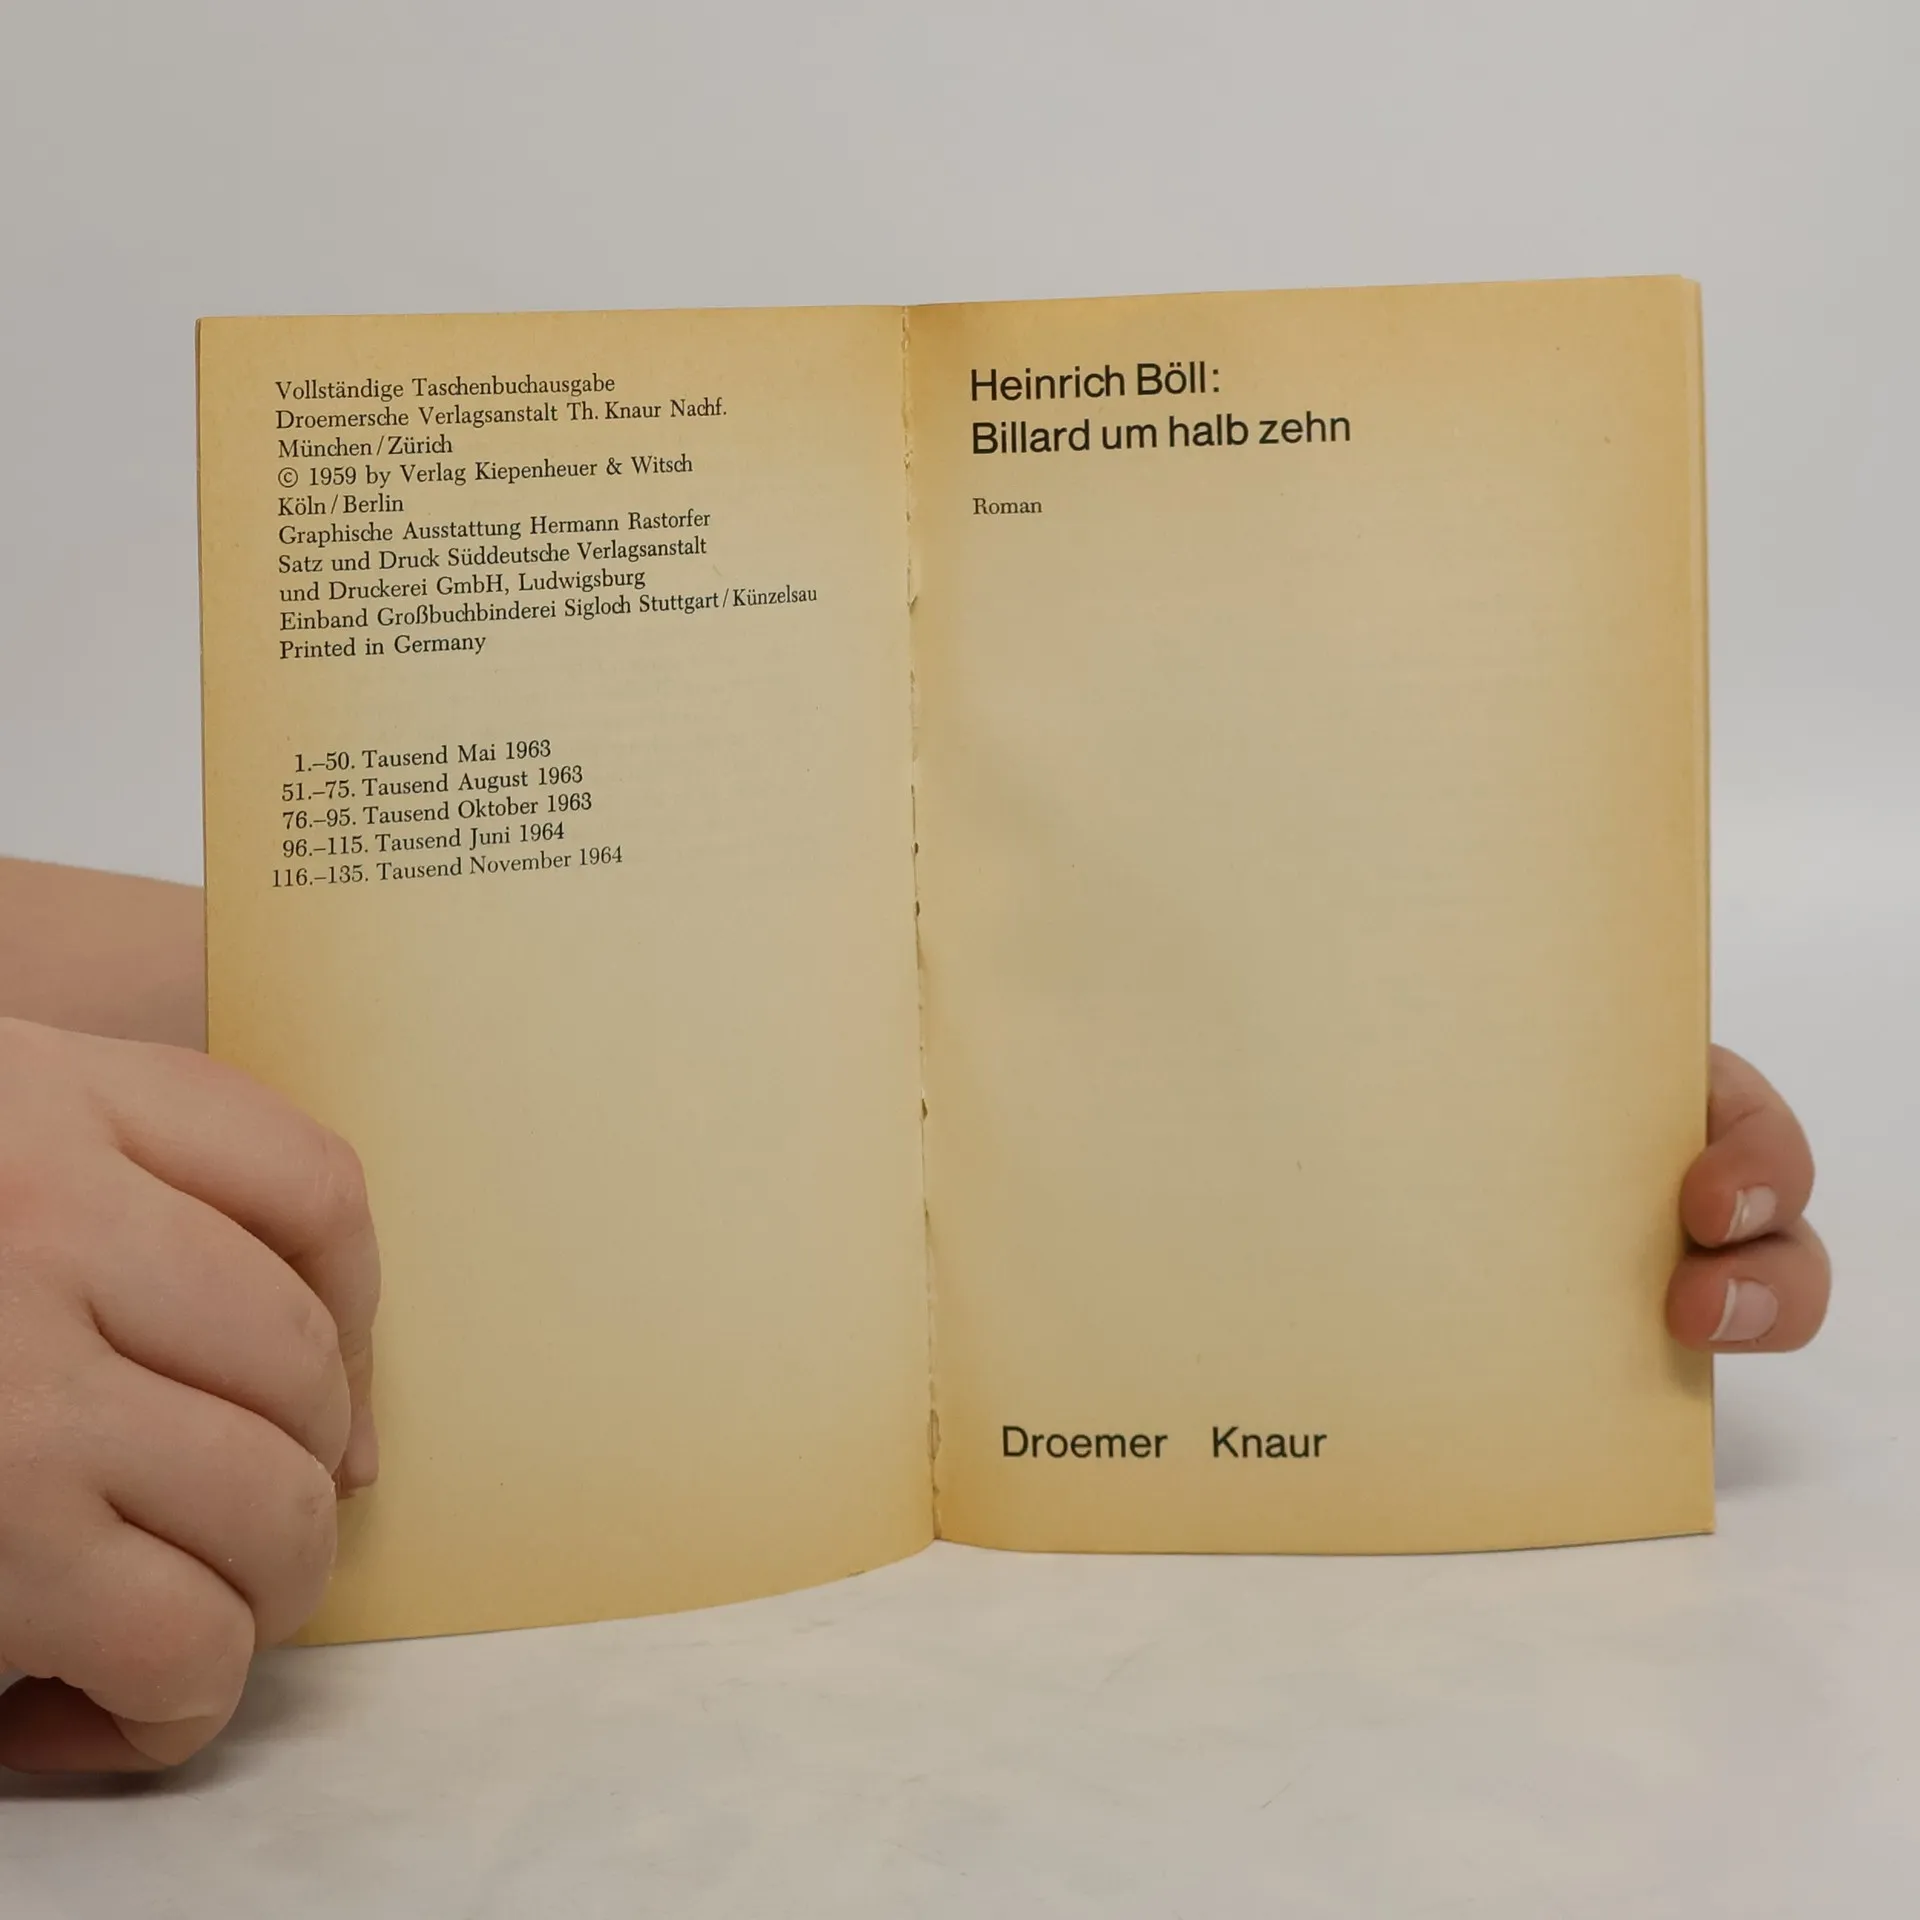 Vollständige Taschenbuchausgabe
Droemersche Verlagsanstalt Th. Knaur Nachf.
München / Zürich
© 1959 by Verlag Kiepenheuer & Witsch
Köln / Berlin
Graphische Ausstattung Hermann Rastorfer
Satz und Druck Süddeutsche Verlagsanstalt
und Druckerei GmbH, Ludwigsburg
Einband Großbuchbinderei Sigloch Stuttgart / Künzelsau
Printed in Germany
1.–50. Tausend Mai 1963
51.–75. Tausend August 1963
76.–95. Tausend Oktober 1963
96.–115. Tausend Juni 1964
116.–135. Tausend November 1964
Heinrich Böll:
Billard um halb zehn
Roman
Droemer Knaur